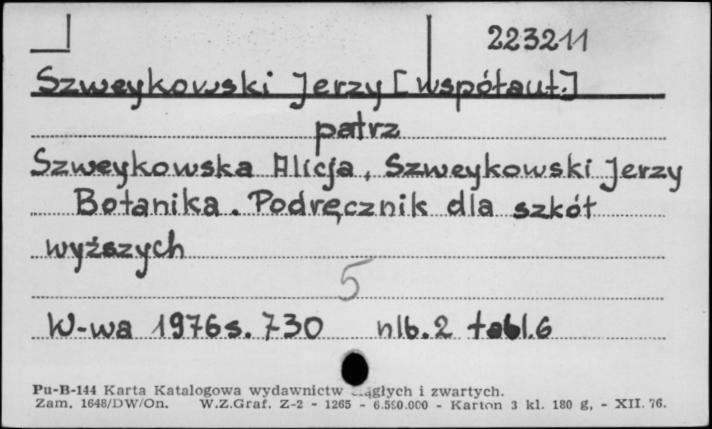 223211
Szweykowski Jerzy [współaut.]
patrz
Szweykowska Alicja, Szweykowski Jerzy
Botanika. Podręcznik dla szkół
wyższych
5
W-wa 1976 s. 730 nlb. 2 tabl. 6
Pu-B-144 Karta Katalogowa wydawnictw ciągłych i zwartych.
Zam. 1648/DW/On. W.Z.Graf. Z-2 - 1265 - 6.500.000 - Karton 3 kl. 180 g, - XII. 76.